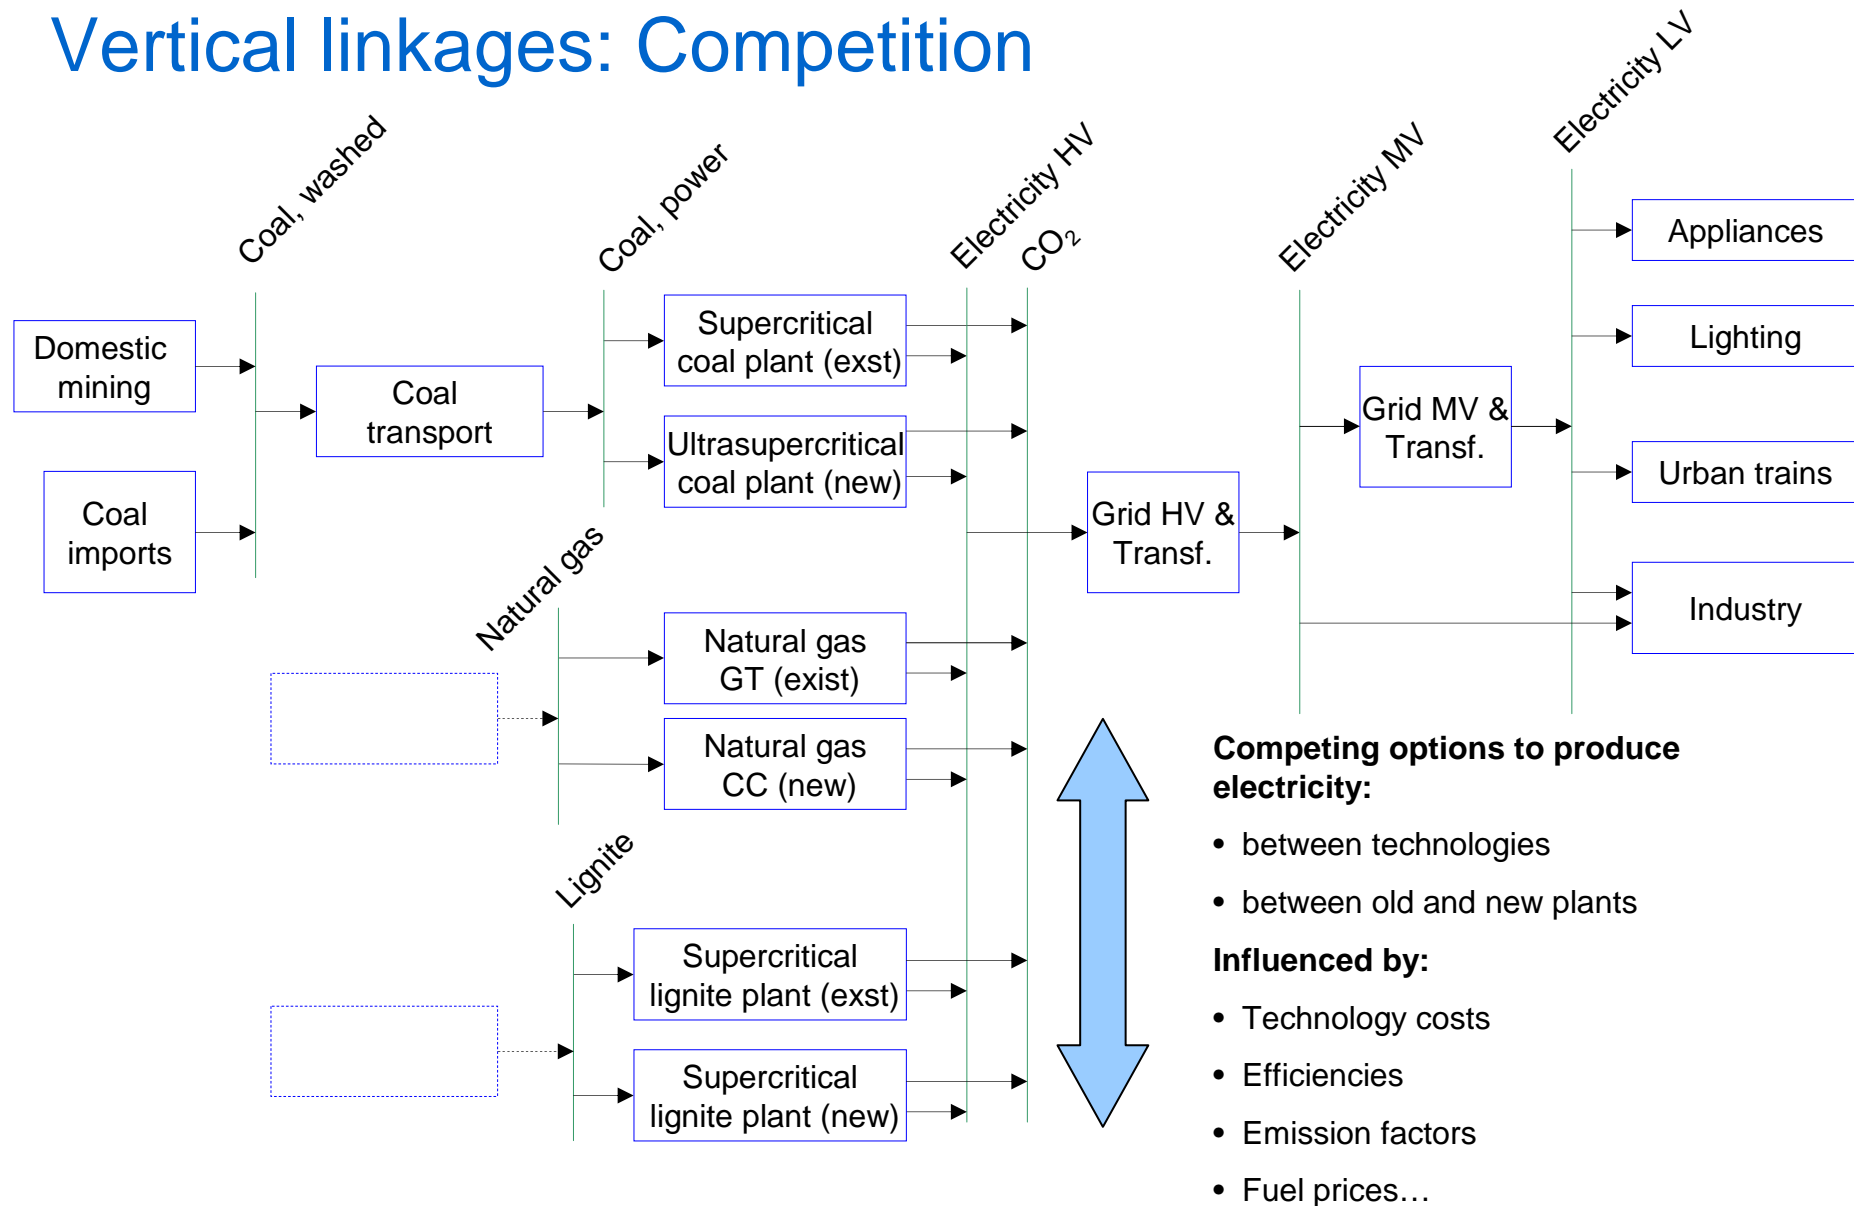 Vertical linkages: Competition
Coal, washed
Coal, power
Electricity HV
CO₂
Electricity MV
Electricity LV
Domestic
mining
Coal
imports
Coal
transport
Supercritical
coal plant (exst)
Ultrasupercritical
coal plant (new)
Grid HV &
Transf.
Grid MV &
Transf.
Appliances
Lighting
Urban trains
Industry
Natural gas
Natural gas
GT (exist)
Natural gas
CC (new)
Lignite
Supercritical
lignite plant (exst)
Supercritical
lignite plant (new)
Competing options to produce
electricity:
• between technologies
• between old and new plants
Influenced by:
• Technology costs
• Efficiencies
• Emission factors
• Fuel prices…